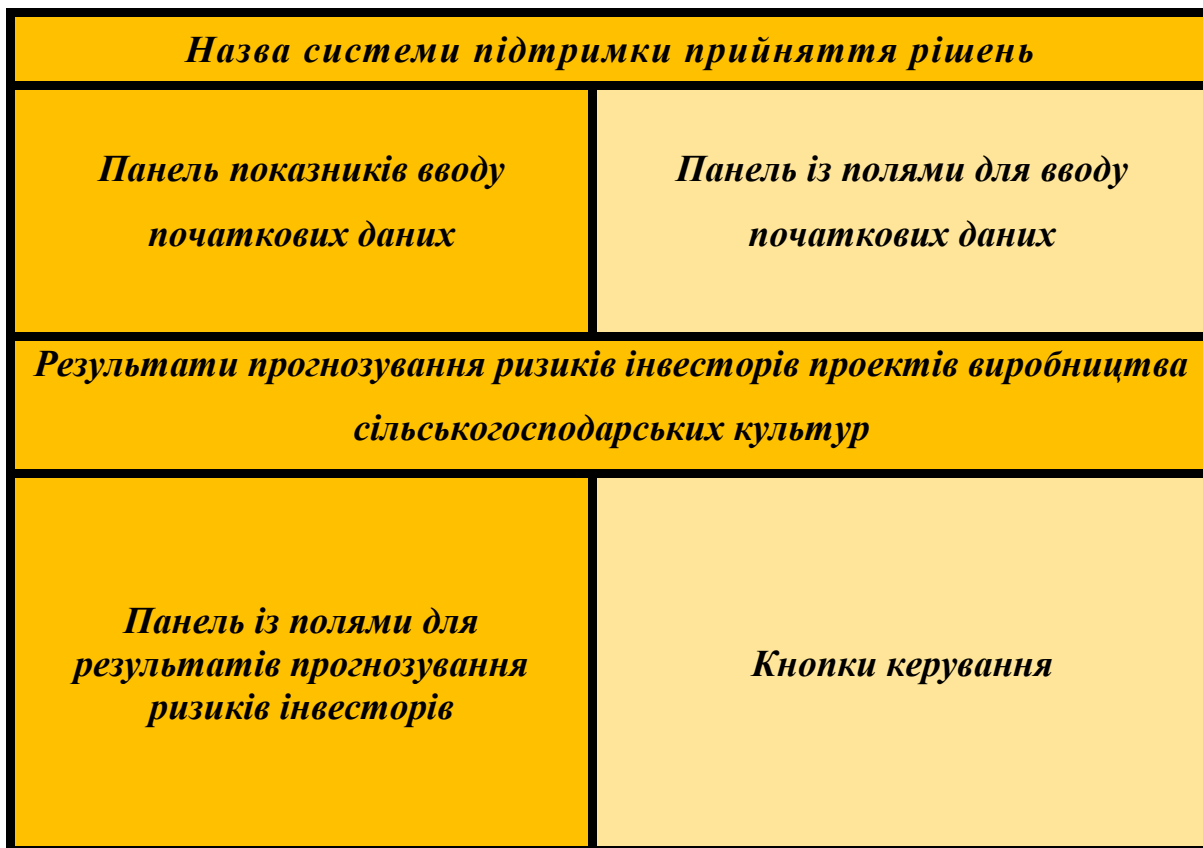 Назва системи підтримки прийняття рішень
Панель показників вводу
початкових даних
Панель із полями для вводу
початкових даних
Результати прогнозування ризиків інвесторів проектів виробництва
сільськогосподарських культур
Панель із полями для
результатів прогнозування
ризиків інвесторів
Кнопки керування